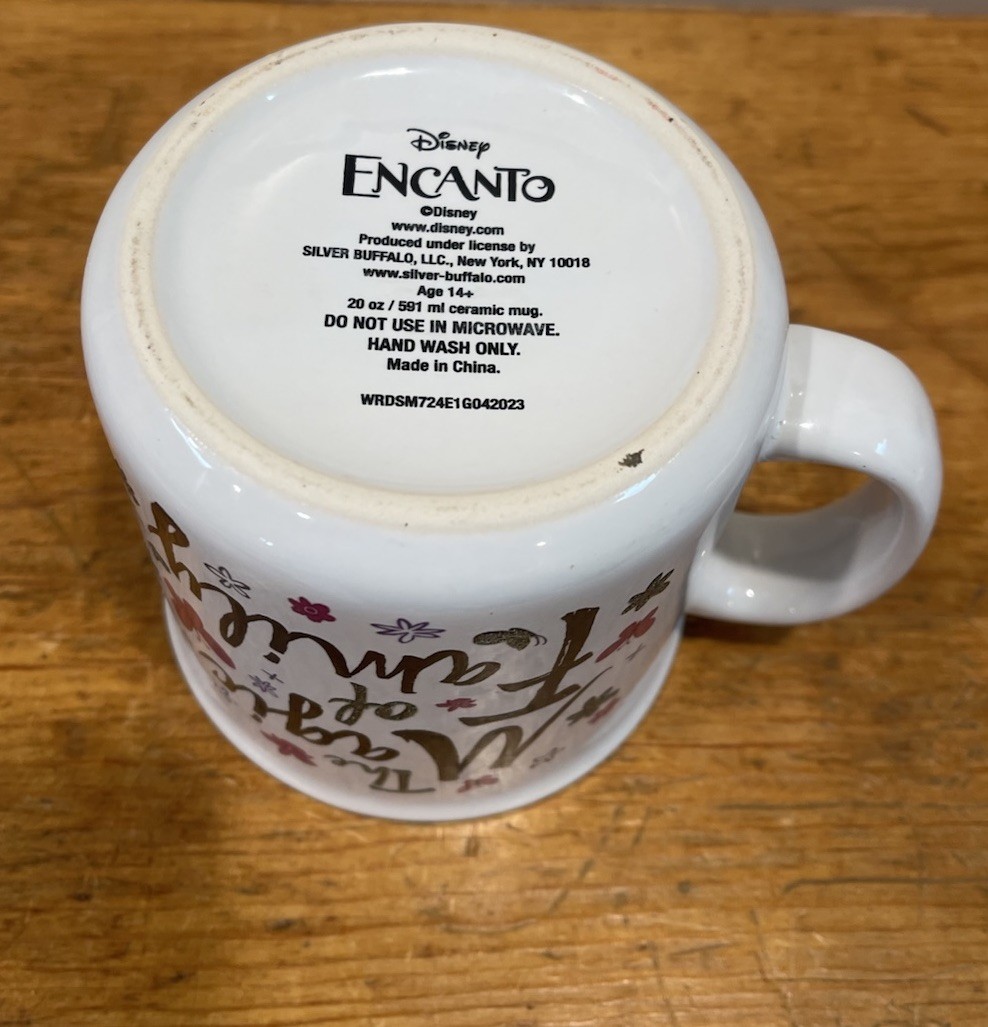 Disney
ENCANTO
©Disney
www.disney.com
Produced under license by
SILVER BUFFALO, LLC., New York, NY 10018
www.silver-buffalo.com
Age 14+
20 oz / 591 ml ceramic mug.
DO NOT USE IN MICROWAVE.
HAND WASH ONLY.
Made in China.
WRDSM724E1G042023
The
Magic
of
Family